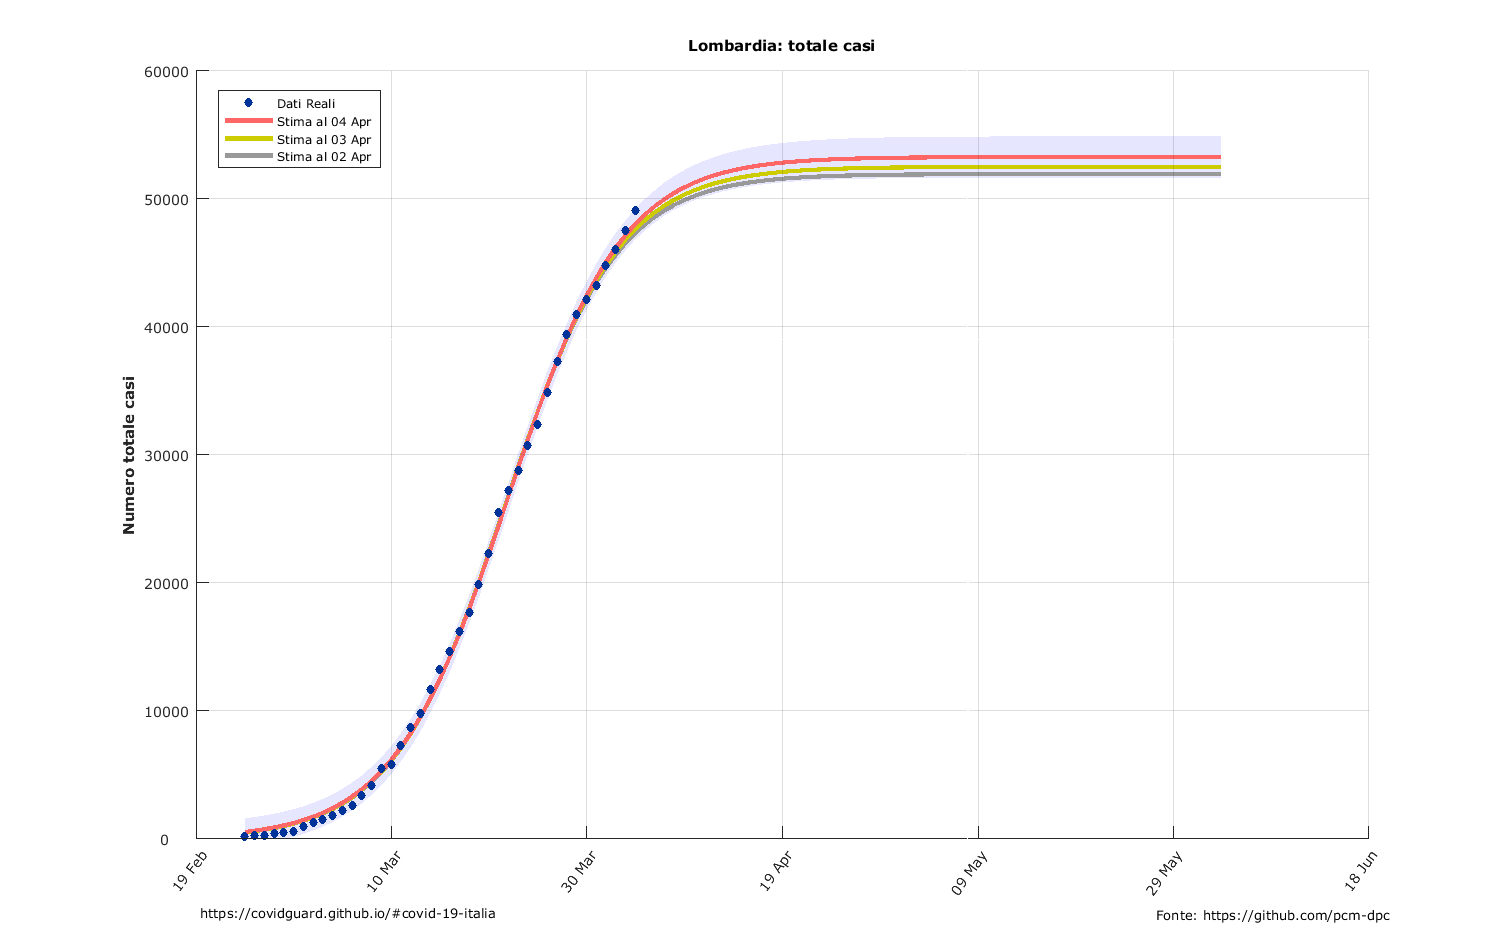 Lombardia: totale casi
60000
50000
40000
30000
20000
10000
0
Dati Reali
Stima al 04 Apr
Stima al 03 Apr
Stima al 02 Apr
Numero totale casi
19 Feb
10 Mar
30 Mar
19 Apr
09 May
29 May
18 Jun
https://covidguard.github.io/#covid-19-italia
Fonte: https://github.com/pcm-dpc